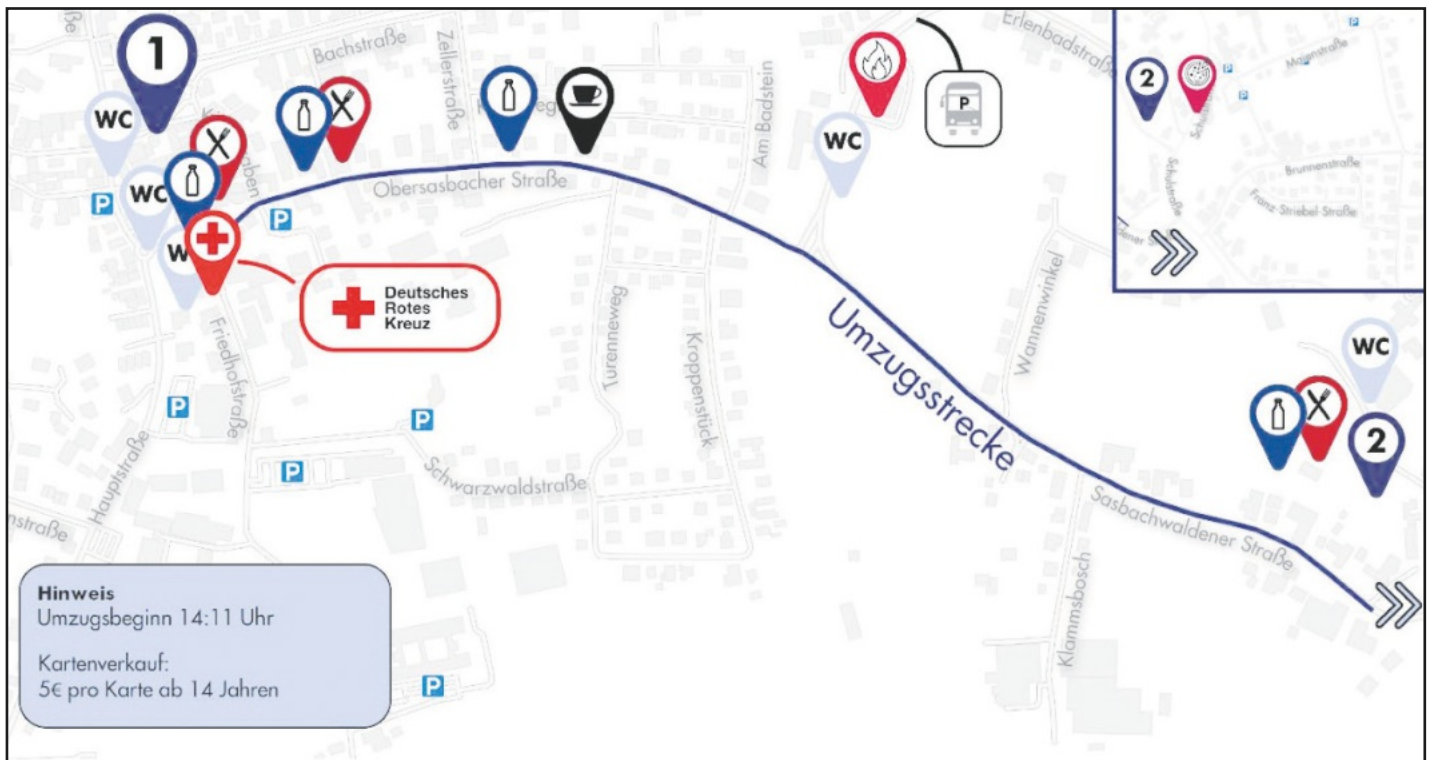 1
Bachstraße
Zellerstraße
Am Badstein
Erlenbadstraße
P
WC
WC
WC
P
P
Obersasbacher Straße
Deutsches
Rotes
Kreuz
Friedhofstraße
Turenneweg
Kroppenstück
Wannenwinkel
Umzugsstrecke
P
P
P
Hauptstraße
Schwarzwaldstraße
nstraße
Sasbachwaldener Straße
Klammsbosch
2
P
P
P
Brunnenstraße
Schulstraße
Franz-Striebel-Straße
WC
2
Hinweis
Umzugsbeginn 14:11 Uhr
Kartenverkauf:
5€ pro Karte ab 14 Jahren
P